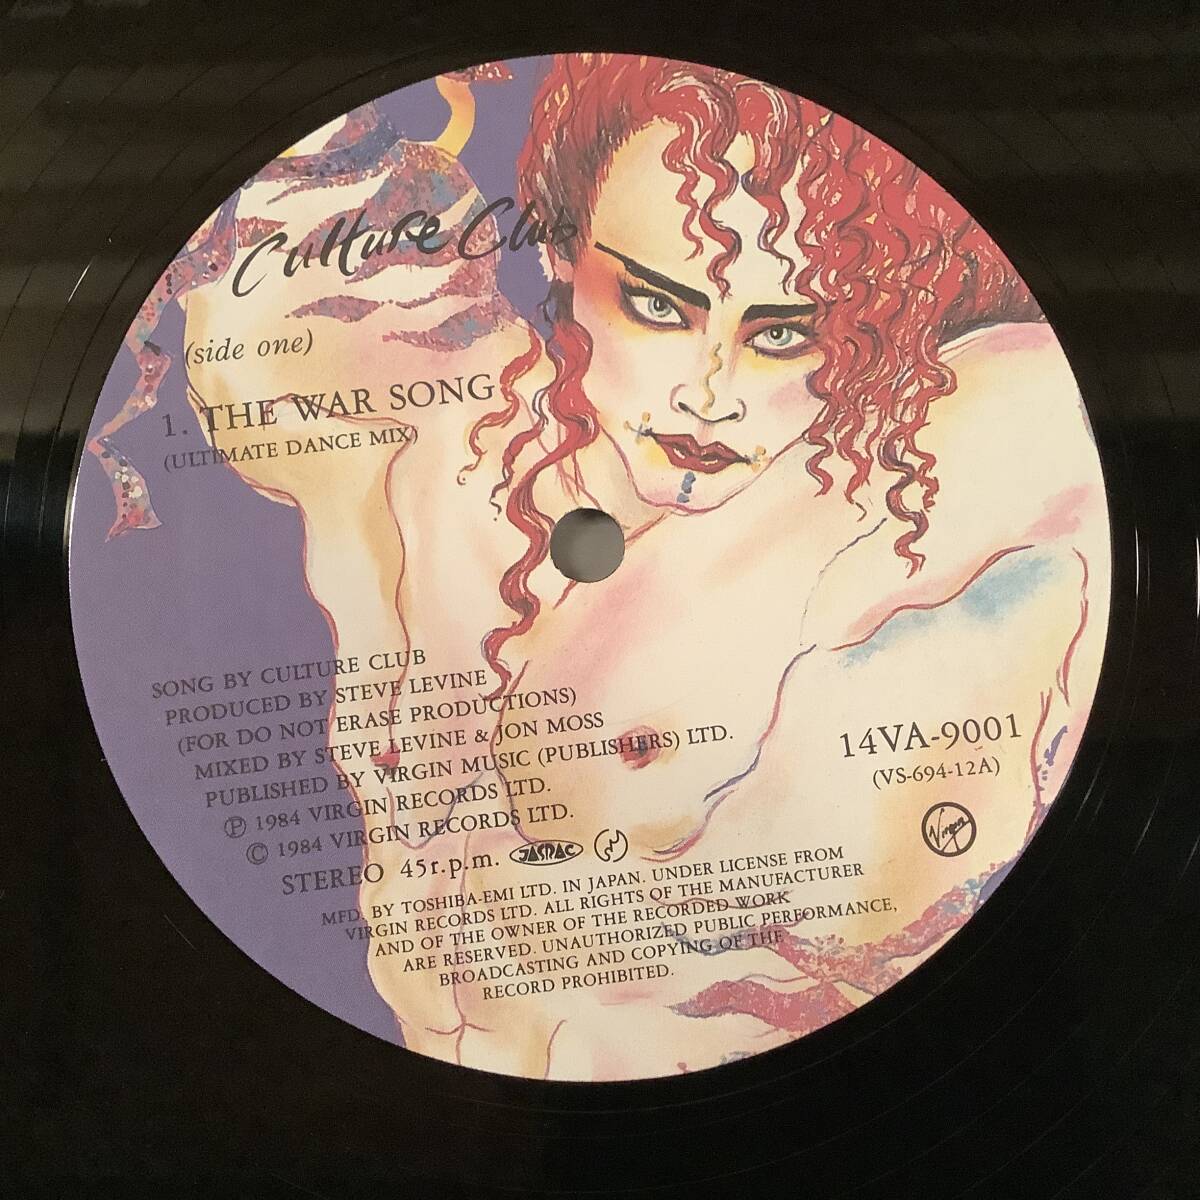 Culture Club
(side one)
1. THE WAR SONG
(ULTIMATE DANCE MIX)
SONG BY CULTURE CLUB
PRODUCED BY STEVE LEVINE
(FOR DO NOT ERASE PRODUCTIONS)
MIXED BY STEVE LEVINE & JON MOSS
PUBLISHED BY VIRGIN MUSIC (PUBLISHERS) LTD.
Ⓟ 1984 VIRGIN RECORDS LTD.
© 1984 VIRGIN RECORDS LTD.
STEREO 45 r.p.m. JASRAC
14VA-9001
(VS-694-12A)
Virgin
MFD. BY TOSHIBA-EMI LTD. IN JAPAN. UNDER LICENSE FROM
VIRGIN RECORDS LTD. ALL RIGHTS OF THE MANUFACTURER
AND OF THE OWNER OF THE RECORDED WORK
ARE RESERVED. UNAUTHORIZED PUBLIC PERFORMANCE,
BROADCASTING AND COPYING OF THE
RECORD PROHIBITED.